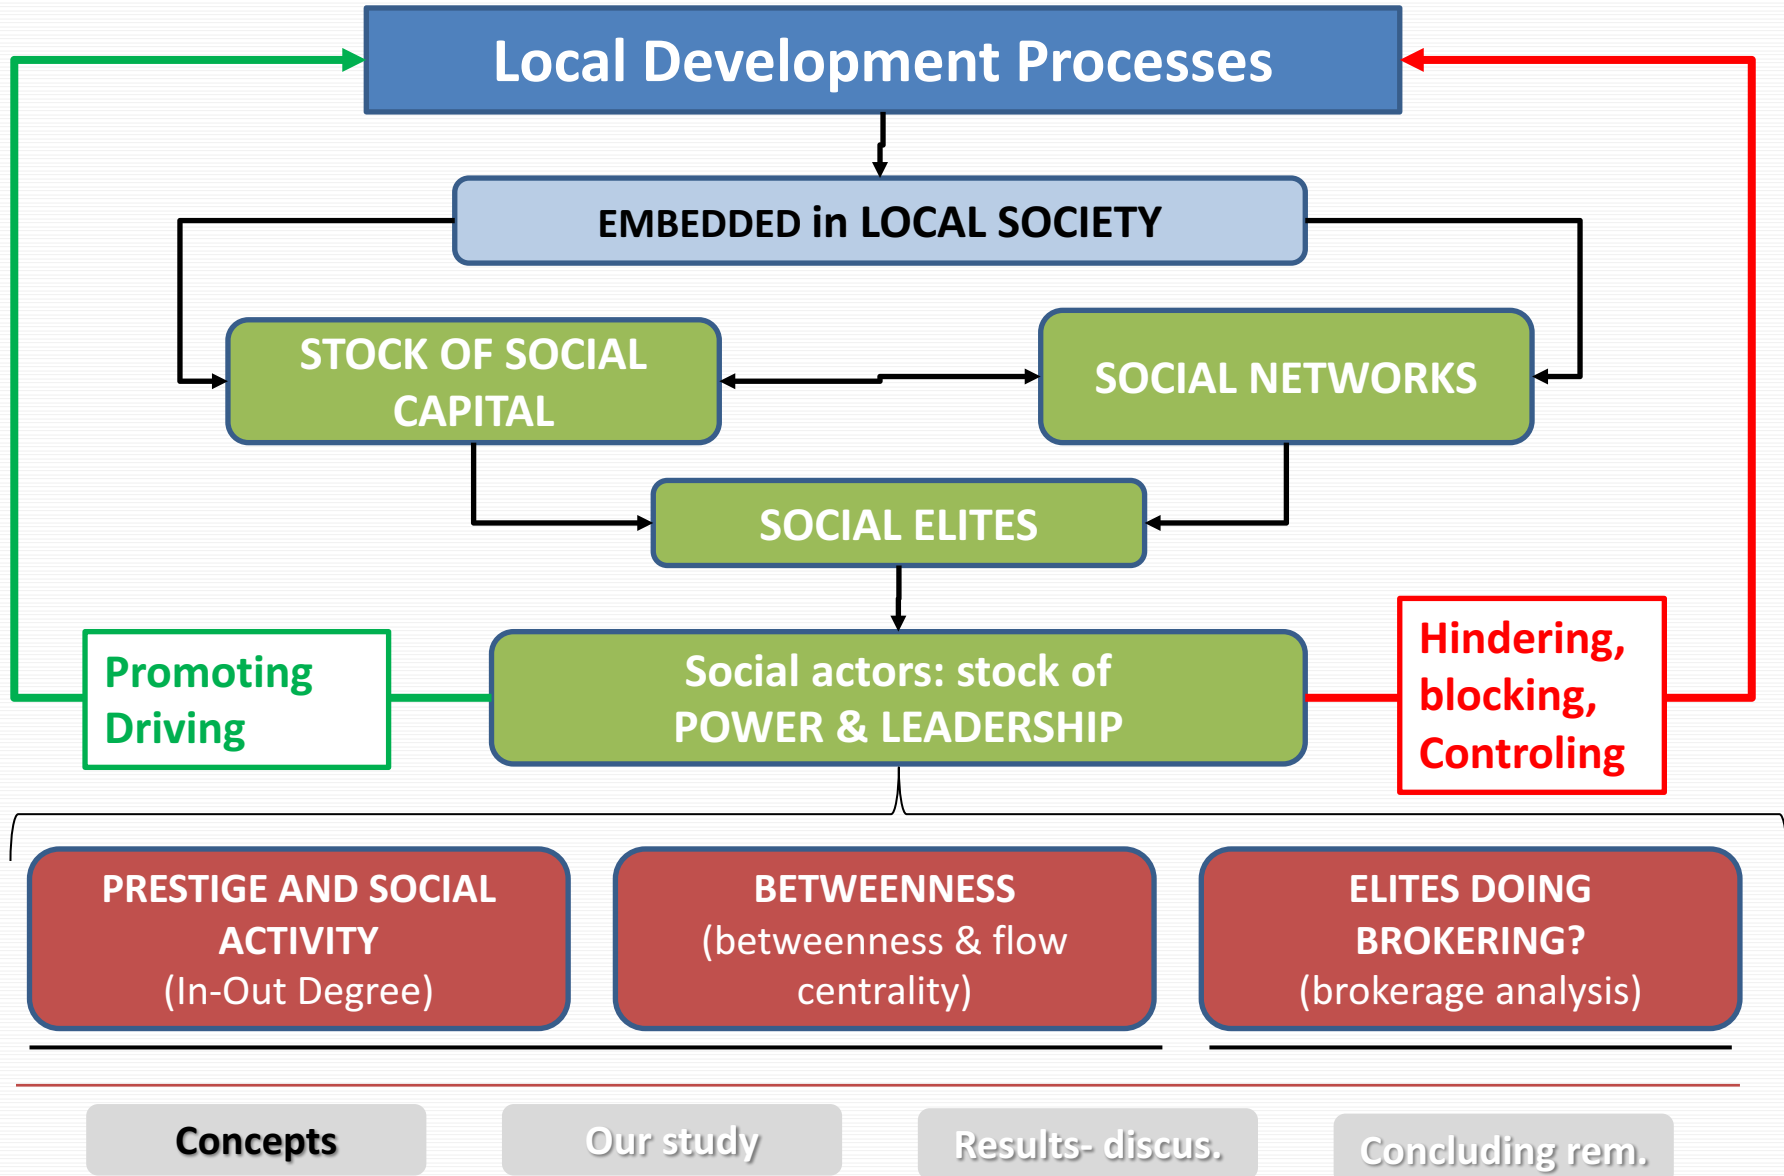 Local Development Processes
EMBEDDED in LOCAL SOCIETY
STOCK OF SOCIAL
CAPITAL
SOCIAL NETWORKS
SOCIAL ELITES
Promoting
Driving
Social actors: stock of
POWER & LEADERSHIP
Hindering,
blocking,
Controling
PRESTIGE AND SOCIAL
ACTIVITY
(In-Out Degree)
BETWEENNESS
(betweenness & flow
centrality)
ELITES DOING
BROKERING?
(brokerage analysis)
Concepts
Our study
Results- discus.
Concluding rem.